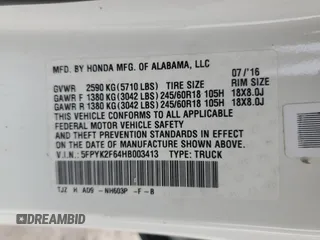 MFD. BY HONDA MFG. OF ALABAMA, LLC
07/'16
GVWR 2590 KG(5710 LBS) TIRE SIZE RIM SIZE
GAWR F 1380 KG(3042 LBS) 245/60R18 105H 18X8.0J
GAWR R 1380 KG(3042 LBS) 245/60R18 105H 18X8.0J
THIS VEHICLE CONFORMS TO ALL APPLICABLE
FEDERAL MOTOR VEHICLE SAFETY
AND THEFT PREVENTION STANDARDS IN EFFECT ON
THE DATE OF MANUFACTURE SHOWN ABOVE.
V.I.N.: 5FPYK2F64HB003413 TYPE: TRUCK
TJZ H A09 -NH603P -F -B
AUTOBIDMASTER